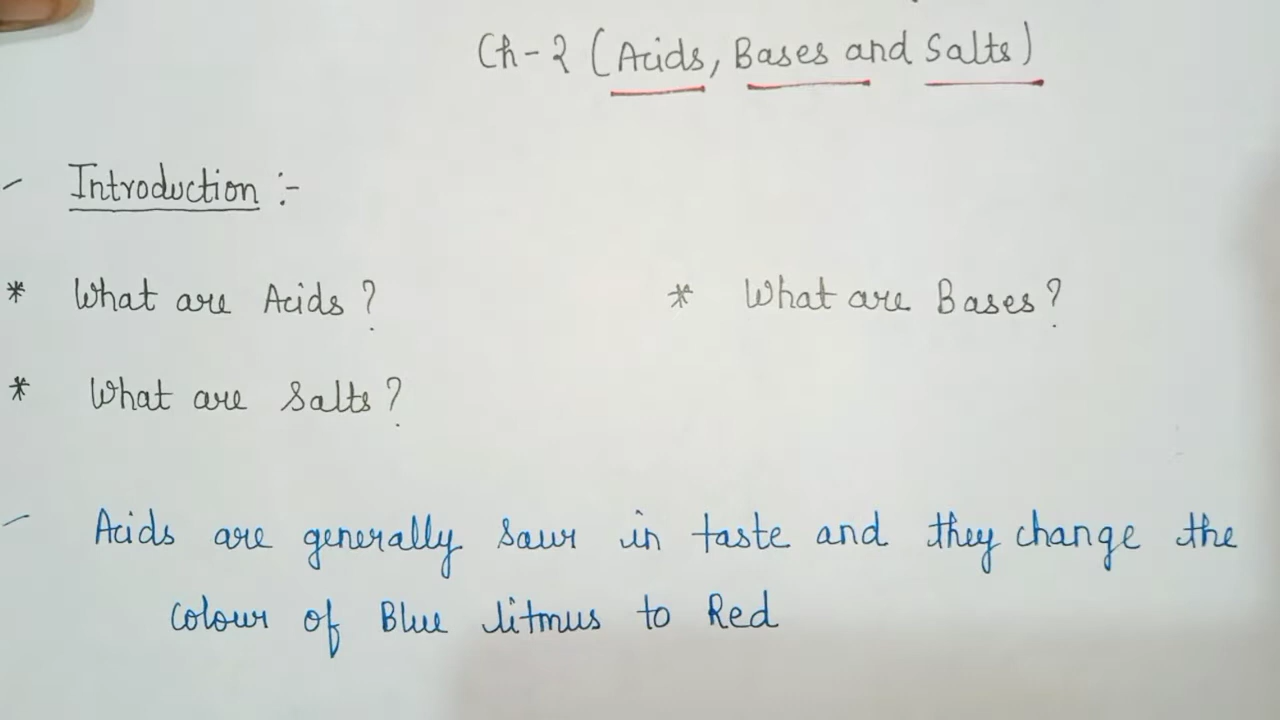 Ch-2 (Acids, Bases and Salts)
- Introduction :-
* What are Acids? * What are Bases?
* What are Salts?
- Acids are generally Sour in taste and they change the
colour of Blue litmus to Red